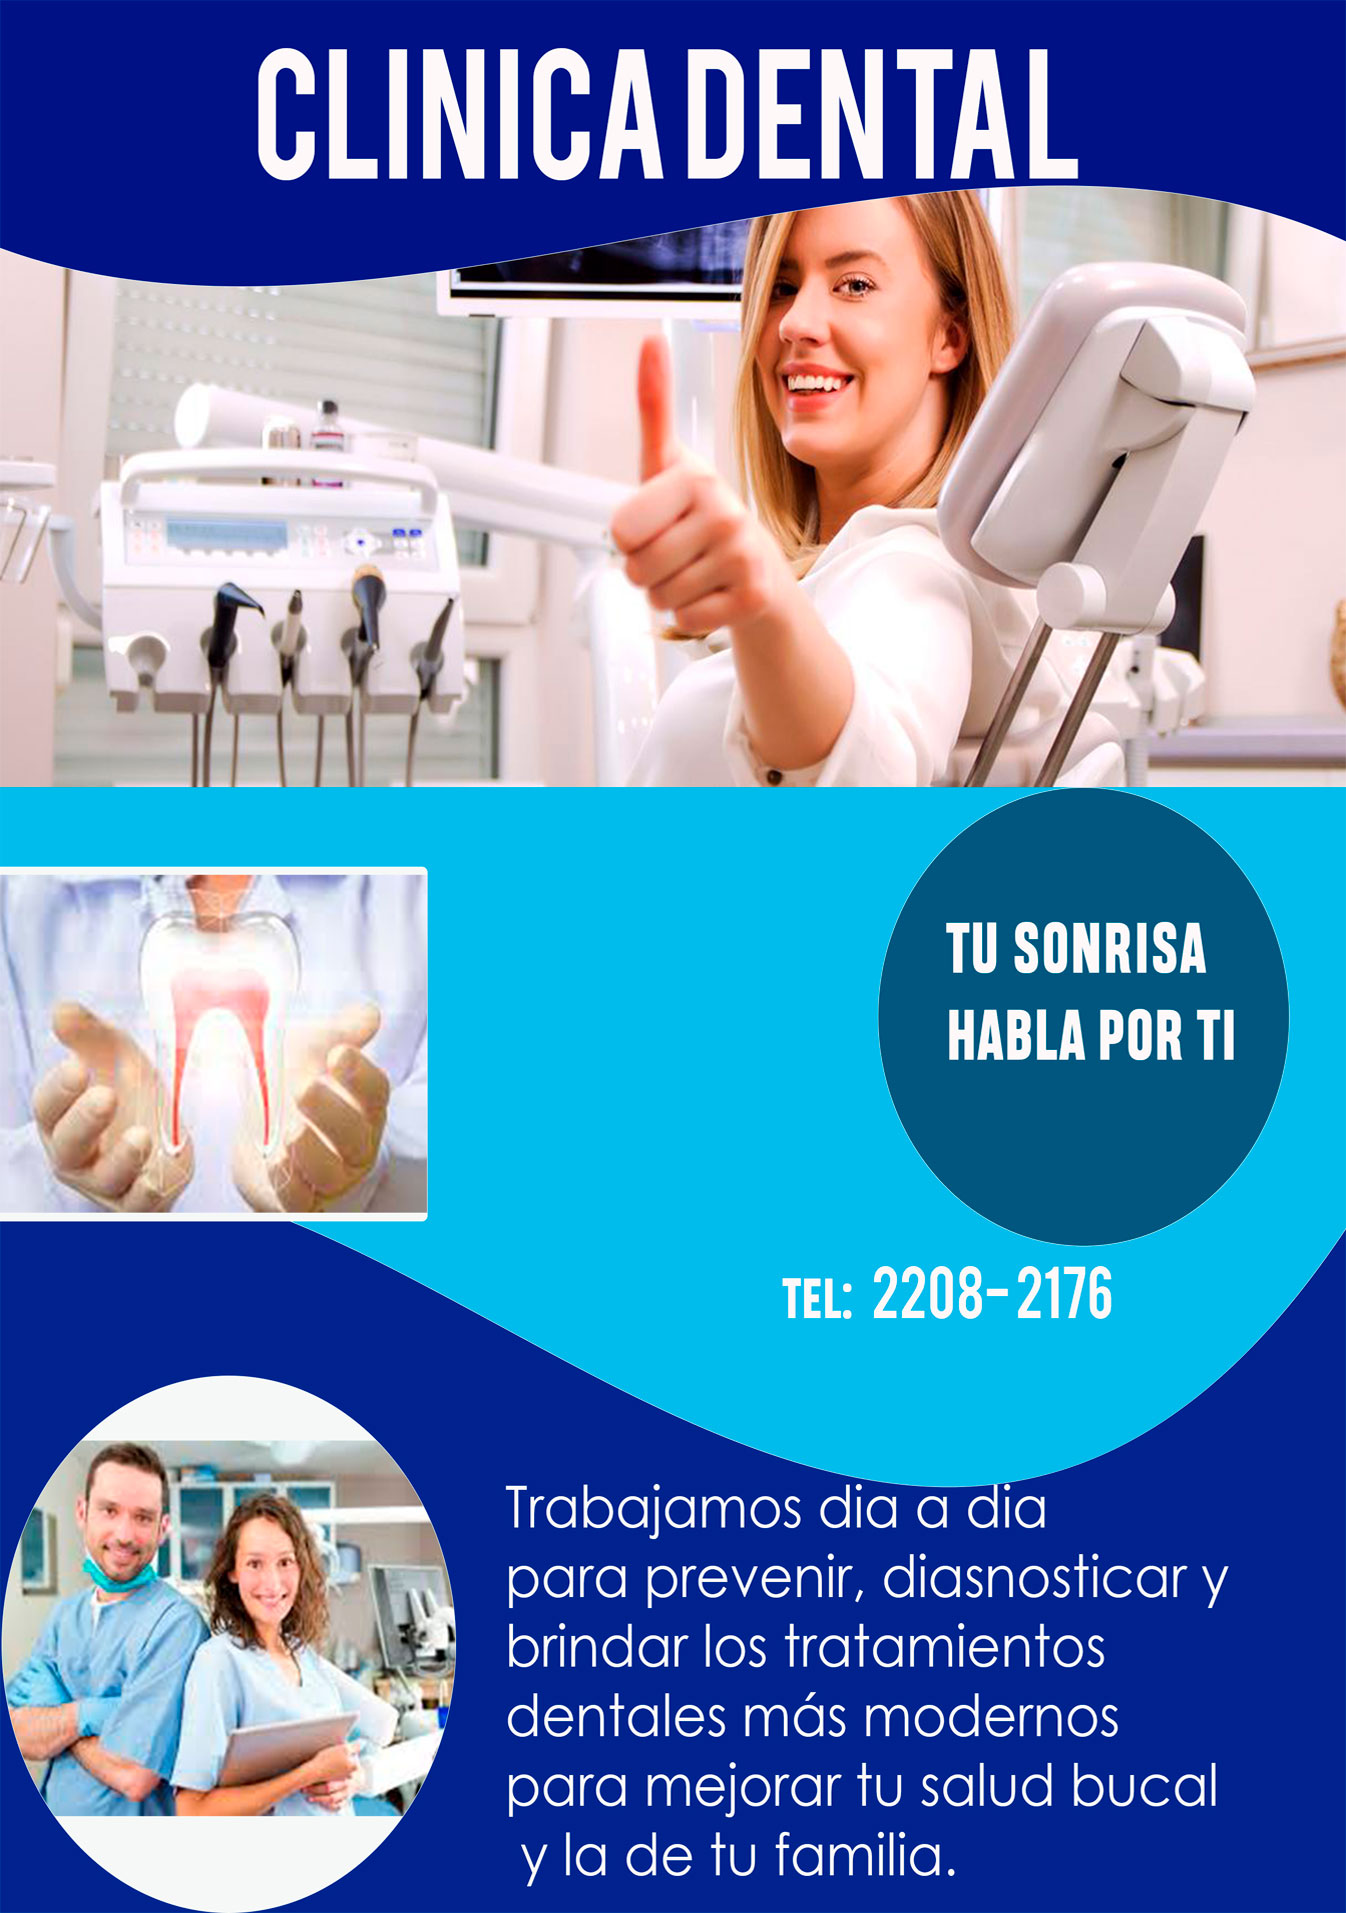 CLINICA DENTAL
TU SONRISA
HABLA POR TI
TEL: 2208-2176
Trabajamos dia a dia
para prevenir, diasnosticar y
brindar los tratamientos
dentales más modernos
para mejorar tu salud bucal
y la de tu familia.